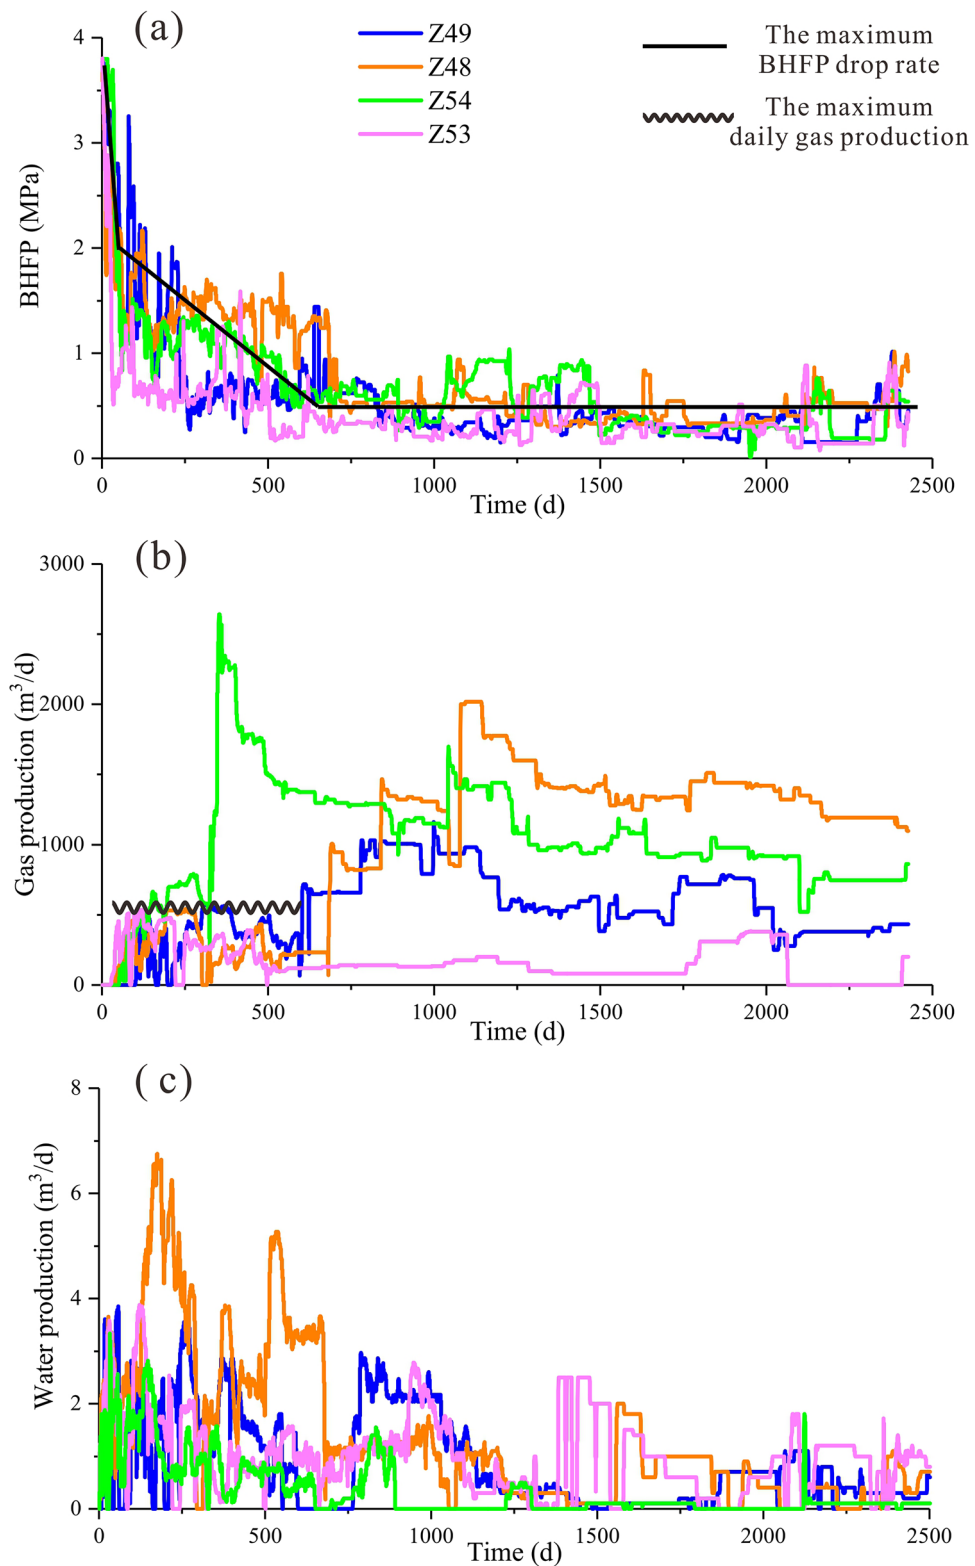 (a)
Z49
Z48
Z54
Z53
The maximum
BHFP drop rate
The maximum
daily gas production
4
3
2
1
0
BHFP (MPa)
0 500 1000 1500 2000 2500
Time (d)
(b)
3000
2000
1000
0
Gas production (m³/d)
0 500 1000 1500 2000 2500
Time (d)
( c)
8
6
4
2
0
Water production (m³/d)
0 500 1000 1500 2000 2500
Time (d)